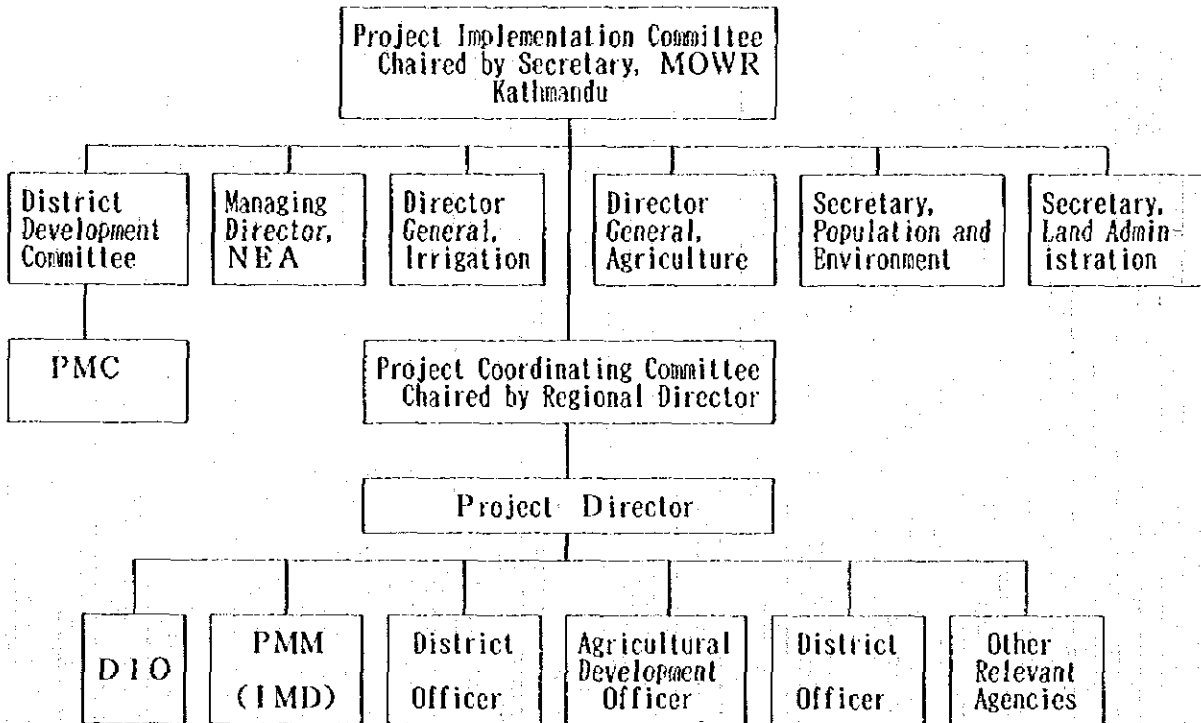 Project Implementation Committee
Chaired by Secretary, MOWR
Kathmandu
District
Development
Committee
Managing
Director,
NEA
Director
General,
Irrigation
Director
General,
Agriculture
Secretary,
Population and
Environment
Secretary,
Land Admin-
istration
PMC
Project Coordinating Committee
Chaired by Regional Director
Project Director
DIO
PMM
(IMD)
District
Officer
Agricultural
Development
Officer
District
Officer
Other
Relevant
Agencies